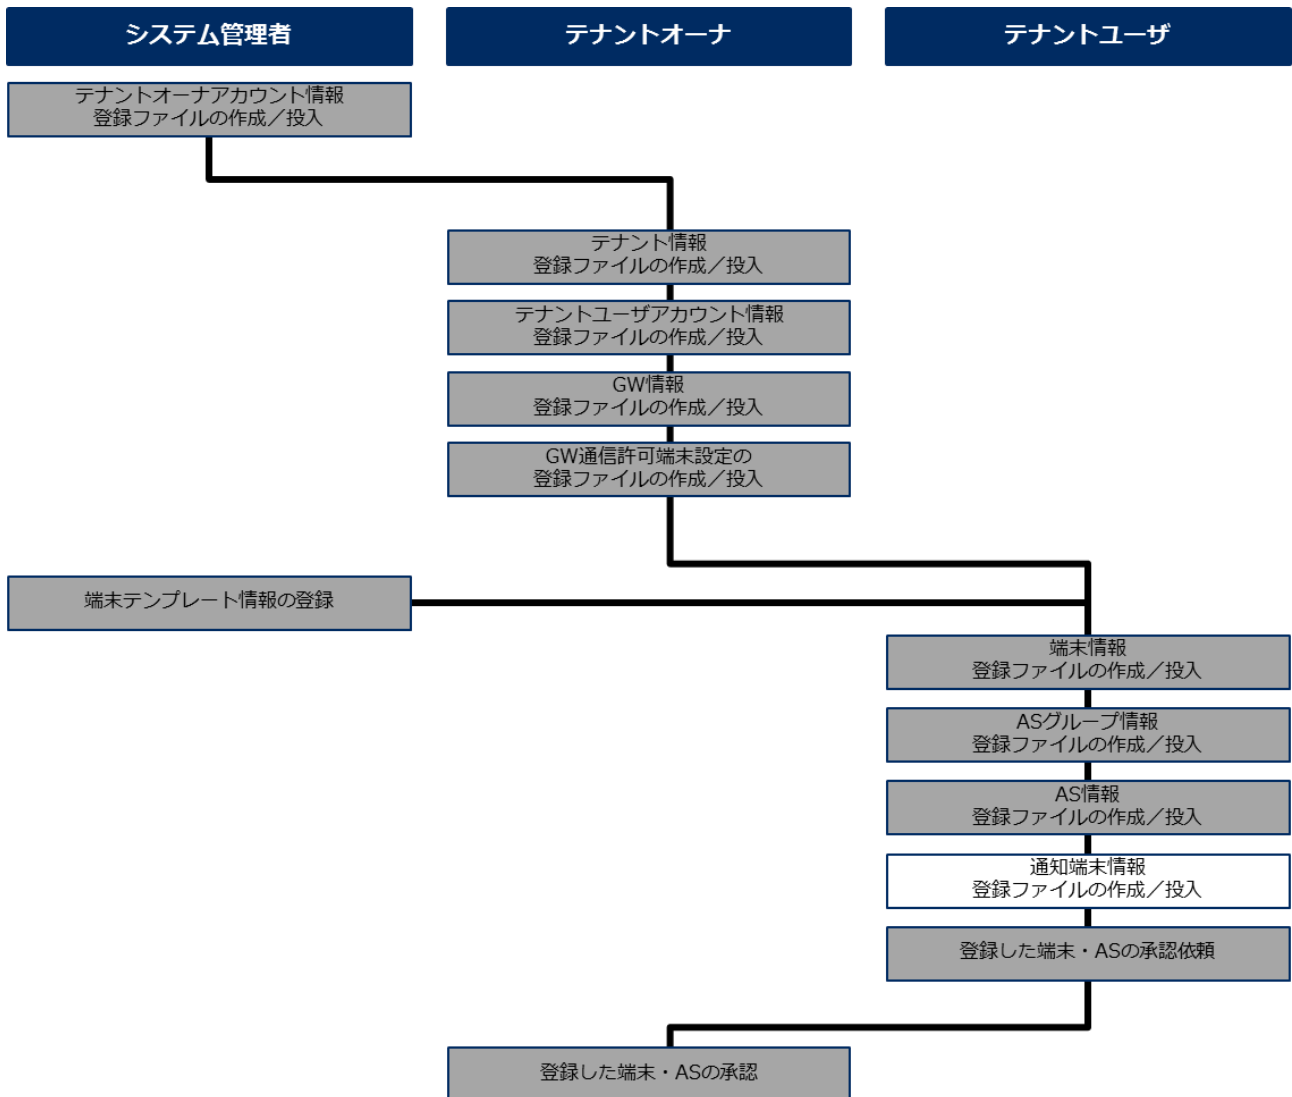 システム管理者
テナントオーナ
テナントユーザ
テナントオーナアカウント情報
登録ファイルの作成／投入
テナント情報
登録ファイルの作成／投入
テナントユーザアカウント情報
登録ファイルの作成／投入
GW情報
登録ファイルの作成／投入
GW通信許可端末設定の
登録ファイルの作成／投入
端末テンプレート情報の登録
端末情報
登録ファイルの作成／投入
ASグループ情報
登録ファイルの作成／投入
AS情報
登録ファイルの作成／投入
通知端末情報
登録ファイルの作成／投入
登録した端末・ASの承認依頼
登録した端末・ASの承認